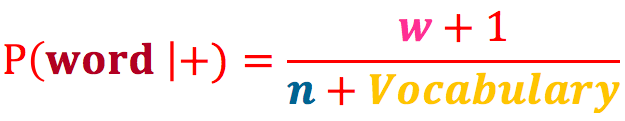 P(word |+) = w + 1 / n + Vocabulary